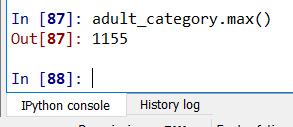 In [87]: adult_category.max()
Out[87]: 1155
In [88]:
IPython console
History log